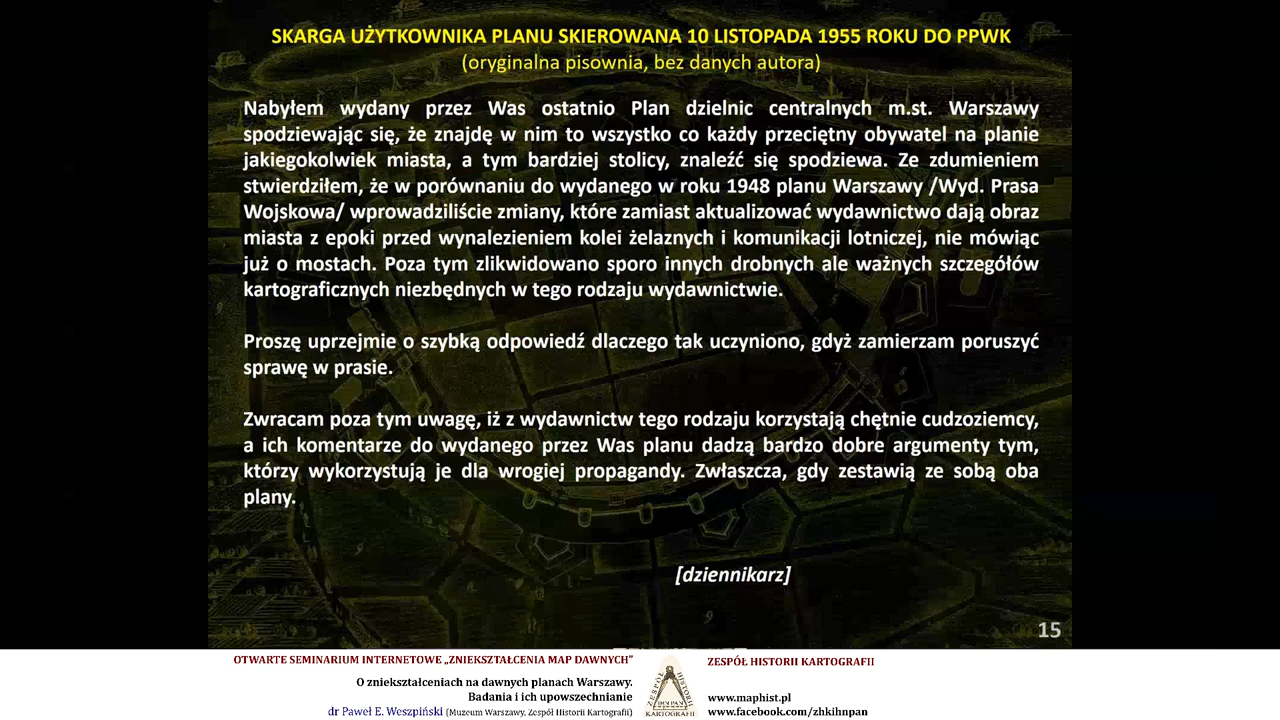 SKARGA UŻYTKOWNIKA PLANU SKIEROWANA 10 LISTOPADA 1955 ROKU DO PPWK
(oryginalna pisownia, bez danych autora)
Nabyłem wydany przez Was ostatnio Plan dzielnic centralnych m.st. Warszawy
spodziewając się, że znajdę w nim to wszystko co każdy przeciętny obywatel na planie
jakiegokolwiek miasta, a tym bardziej stolicy, znaleźć się spodziewa. Ze zdumieniem
stwierdziłem, że w porównaniu do wydanego w roku 1948 planu Warszawy /Wyd. Prasa
Wojskowa/ wprowadziliście zmiany, które zamiast aktualizować wydawnictwo dają obraz
miasta z epoki przed wynalezieniem kolei żelaznych i komunikacji lotniczej, nie mówiąc
już o mostach. Poza tym zlikwidowano sporo innych drobnych ale ważnych szczegółów
kartograficznych niezbędnych w tego rodzaju wydawnictwie.
Proszę uprzejmie o szybką odpowiedź dlaczego tak uczyniono, gdyż zamierzam poruszyć
sprawę w prasie.
Zwracam poza tym uwagę, iż z wydawnictw tego rodzaju korzystają chętnie cudzoziemcy,
a ich komentarze do wydanego przez Was planu dadzą bardzo dobre argumenty tym,
którzy wykorzystują je dla wrogiej propagandy. Zwłaszcza, gdy zestawią ze sobą oba
plany.
[dziennikarz]
15
OTWARTE SEMINARIUM INTERNETOWE „ZNIEKSZTAŁCENIA MAP DAWNYCH”
O zniekształceniach na dawnych planach Warszawy.
Badania i ich upowszechnianie
dr Paweł E. Weszpiński (Muzeum Warszawy, Zespół Historii Kartografii)
ZESPÓŁ HISTORII
IHN PAN
KARTOGRAFII
ZESPÓŁ HISTORII KARTOGRAFII
www.maphist.pl
www.facebook.com/zhkihnpan